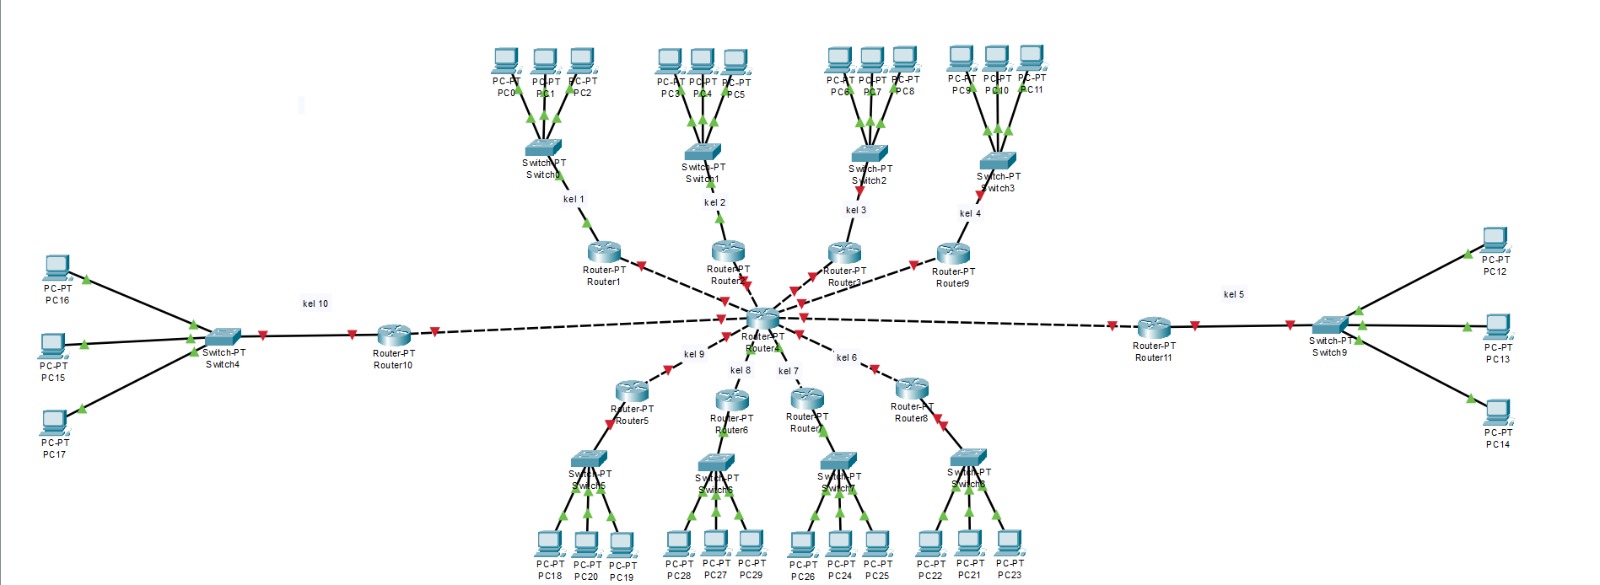 PC-PT
PC0
PC-PT
PC1
PC-PT
PC2
PC-PT
PC3
PC-PT
PC4
PC-PT
PC5
PC-PT
PC6
PC-PT
PC7
PC-PT
PC8
PC-PT
PC9
PC-PT
PC10
PC-PT
PC11
Switch-PT
Switch0
Switch-PT
Switch1
Switch-PT
Switch2
Switch-PT
Switch3
kel 1
kel 2
kel 3
kel 4
Router-PT
Router1
Router-PT
Router-PT
Router3
Router-PT
Router9
PC-PT
PC16
PC-PT
PC15
PC-PT
PC17
Switch-PT
Switch4
kel 10
Router-PT
Router10
Router-PT
Router4
kel 5
Router-PT
Router11
Switch-PT
Switch9
PC-PT
PC12
PC-PT
PC13
PC-PT
PC14
kel 9
kel 8
kel 7
kel 6
Router-PT
Router5
Router-PT
Router6
Router-PT
Router7
Router-PT
Router8
Switch-PT
Switch5
Switch-PT
Switch6
Switch-PT
Switch7
Switch-PT
Switch8
PC-PT
PC18
PC-PT
PC20
PC-PT
PC19
PC-PT
PC28
PC-PT
PC27
PC-PT
PC29
PC-PT
PC26
PC-PT
PC24
PC-PT
PC25
PC-PT
PC22
PC-PT
PC21
PC-PT
PC23